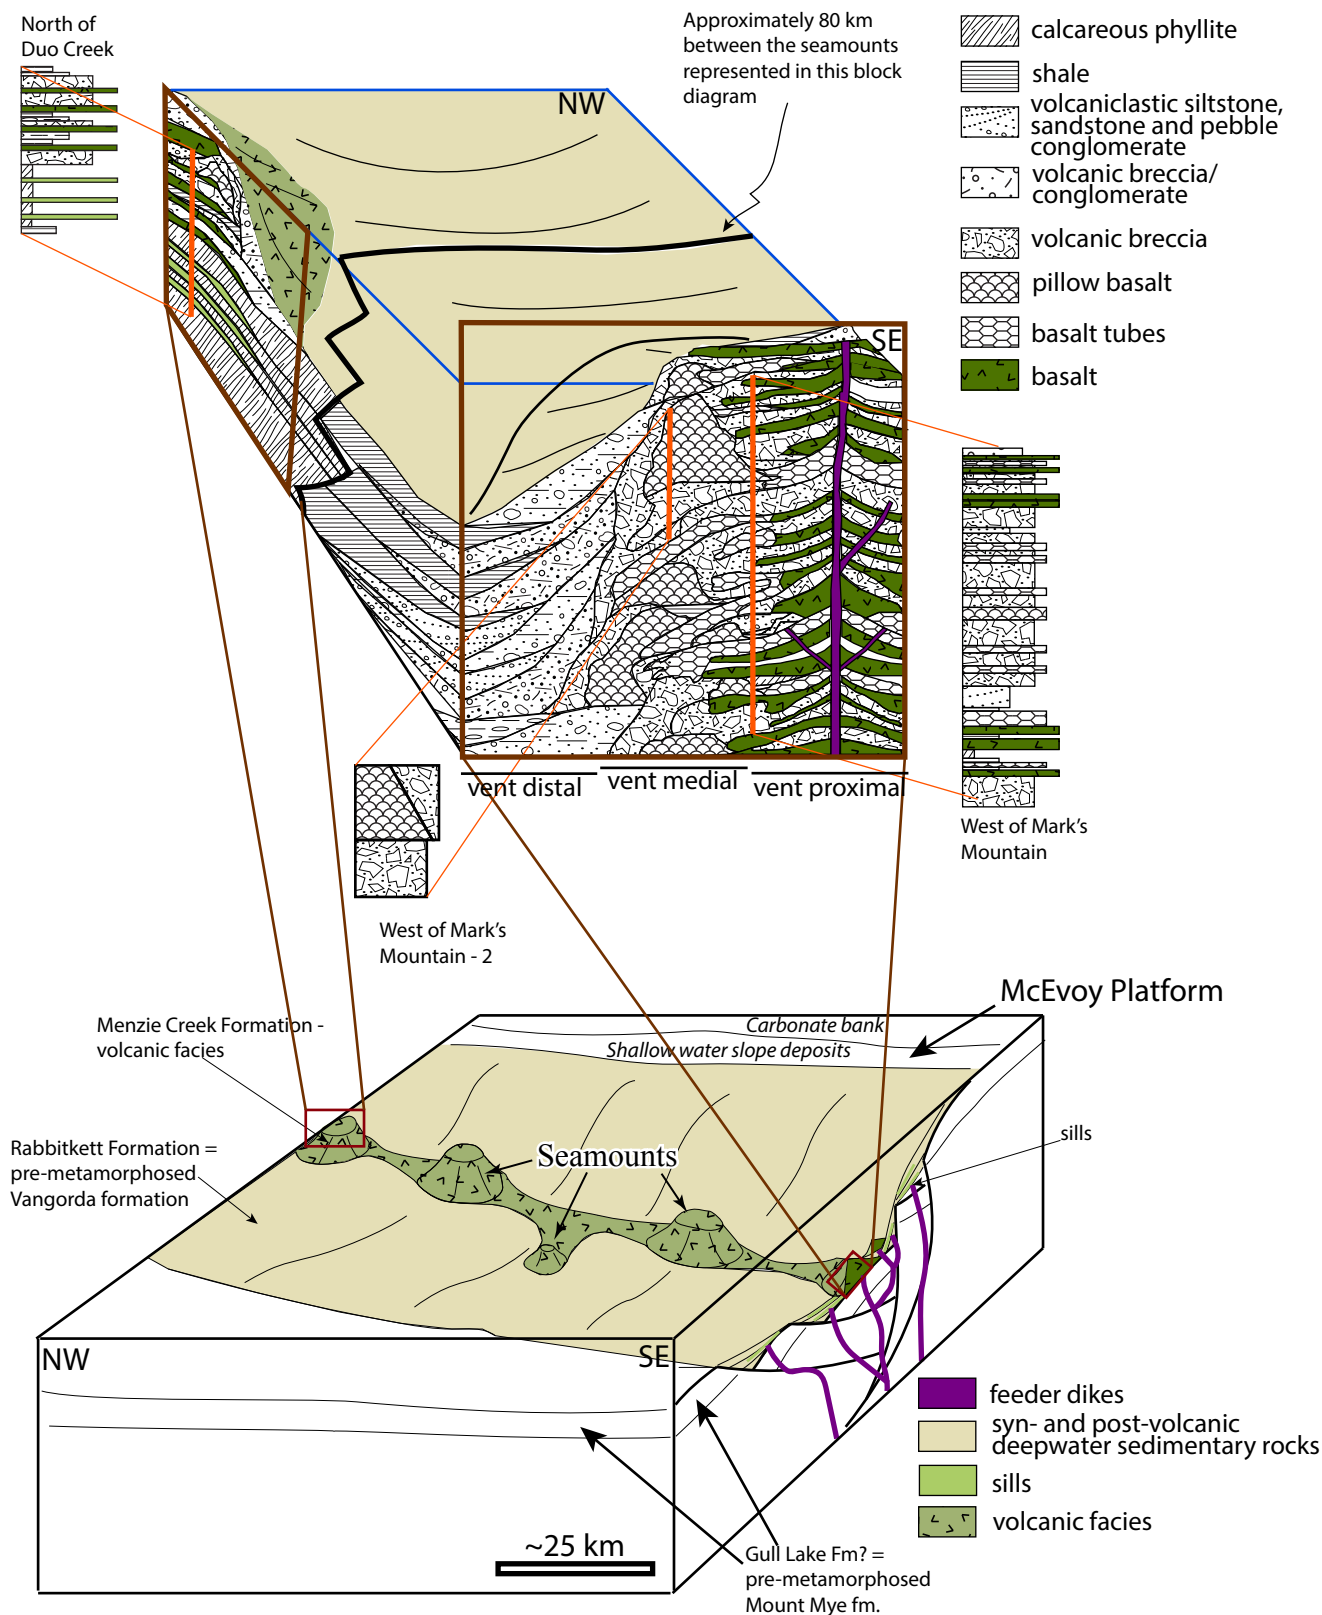 North of
Duo Creek
Approximately 80 km
between the seamounts
represented in this block
diagram
NW
SE
calcareous phyllite
shale
volcaniclastic siltstone,
sandstone and pebble
conglomerate
volcanic breccia/
conglomerate
volcanic breccia
pillow basalt
basalt tubes
basalt
vent distal
vent medial
vent proximal
West of Mark's
Mountain
West of Mark's
Mountain - 2
McEvoy Platform
Carbonate bank
Shallow water slope deposits
Menzie Creek Formation -
volcanic facies
Rabbitkett Formation =
pre-metamorphosed
Vangorda formation
Seamounts
sills
NW
SE
~25 km
feeder dikes
syn- and post-volcanic
deepwater sedimentary rocks
sills
volcanic facies
Gull Lake Fm? =
pre-metamorphosed
Mount Mye fm.